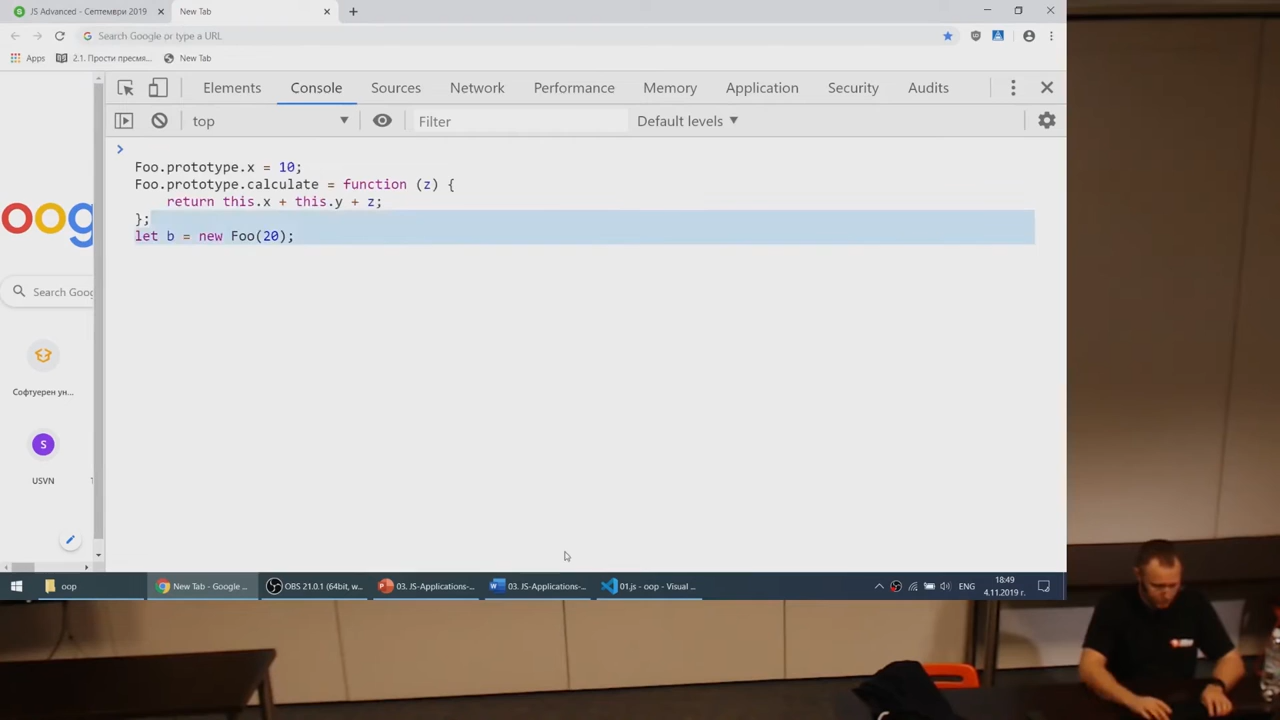 JS Advanced - Септември 2019
New Tab
Search Google or type a URL
Apps
2.1. Прости пресмя...
New Tab
Elements
Console
Sources
Network
Performance
Memory
Application
Security
Audits
top
Filter
Default levels
>
Foo.prototype.x = 10;
Foo.prototype.calculate = function (z) {
return this.x + this.y + z;
};
let b = new Foo(20);
oog
Search Goog
Софтуерен ун...
S
USVN
oop
New Tab - Google ...
OBS 21.0.1 (64bit, w...
03. JS-Applications-...
03. JS-Applications-...
01.js - oop - Visual ...
ENG
18:49
4.11.2019 г.